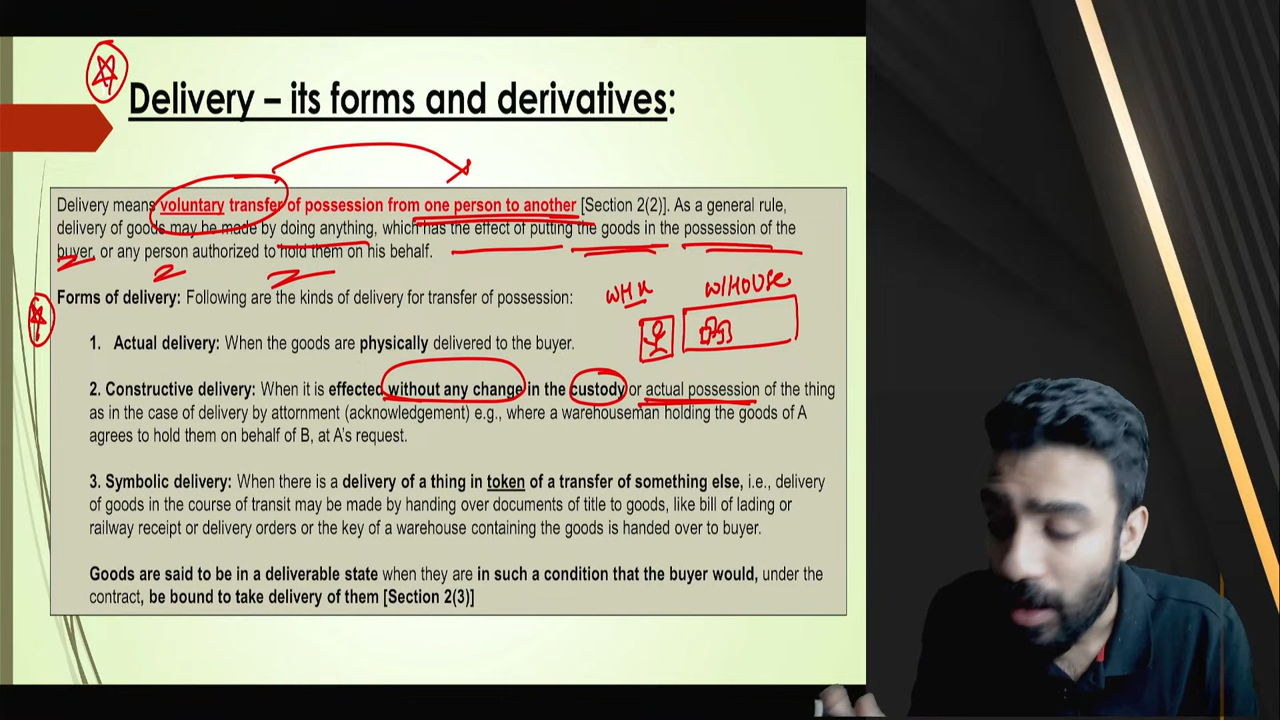 Delivery – its forms and derivatives:
Delivery means voluntary transfer of possession from one person to another [Section 2(2)]. As a general rule,
delivery of goods may be made by doing anything, which has the effect of putting the goods in the possession of the
buyer, or any person authorized to hold them on his behalf.
Forms of delivery: Following are the kinds of delivery for transfer of possession:
W/HOUSE
1. Actual delivery: When the goods are physically delivered to the buyer.
2. Constructive delivery: When it is effected without any change in the custody or actual possession of the thing
as in the case of delivery by attornment (acknowledgement) e.g., where a warehouseman holding the goods of A
agrees to hold them on behalf of B, at A's request.
3. Symbolic delivery: When there is a delivery of a thing in token of a transfer of something else, i.e., delivery
of goods in the course of transit may be made by handing over documents of title to goods, like bill of lading or
railway receipt or delivery orders or the key of a warehouse containing the goods is handed over to buyer.
Goods are said to be in a deliverable state when they are in such a condition that the buyer would, under the
contract, be bound to take delivery of them [Section 2(3)]